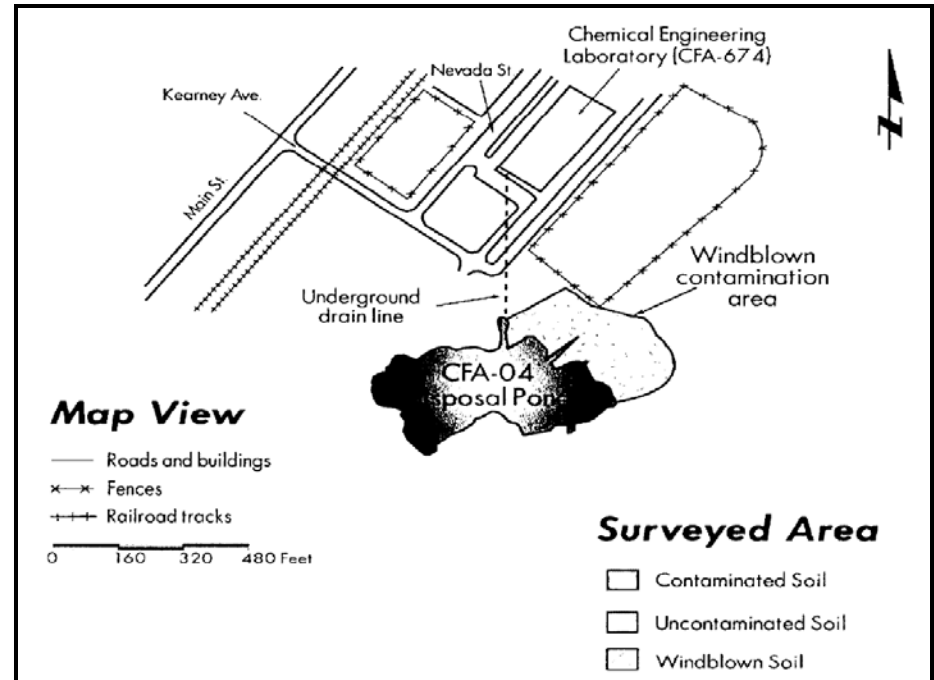 Chemical Engineering
Laboratory (CFA-674)
Nevada St.
Kearney Ave.
Main St.
N
Windblown
contamination
area
Underground
drain line
CFA-04
sposal Pon
Map View
Roads and buildings
Fences
Railroad tracks
0 160 320 480 Feet
Surveyed Area
Contaminated Soil
Uncontaminated Soil
Windblown Soil